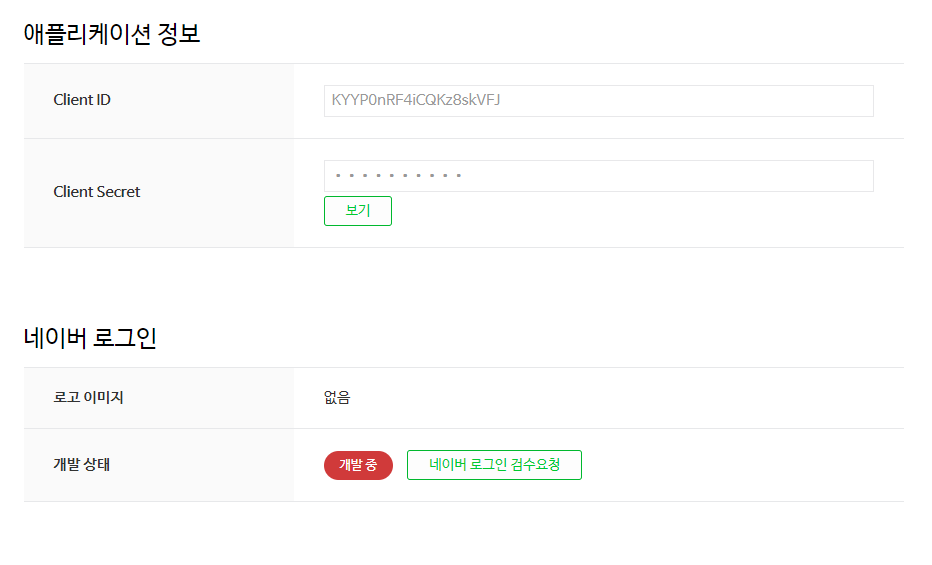 애플리케이션 정보
Client ID
KYYP0nRF4iCQKz8skVFJ
Client Secret
••••••••••
보기
네이버 로그인
로고 이미지
없음
개발 상태
개발 중
네이버 로그인 검수요청